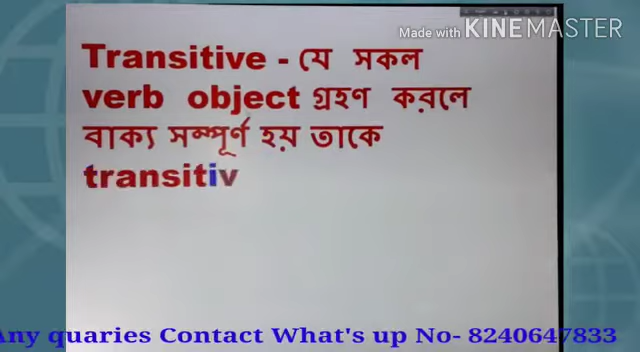 Made with KINEMASTER
Transitive - যে সকল
verb object গ্রহণ করলে
বাক্য সম্পূর্ণ হয় তাকে
transitiv
Any quaries Contact What's up No- 8240647833